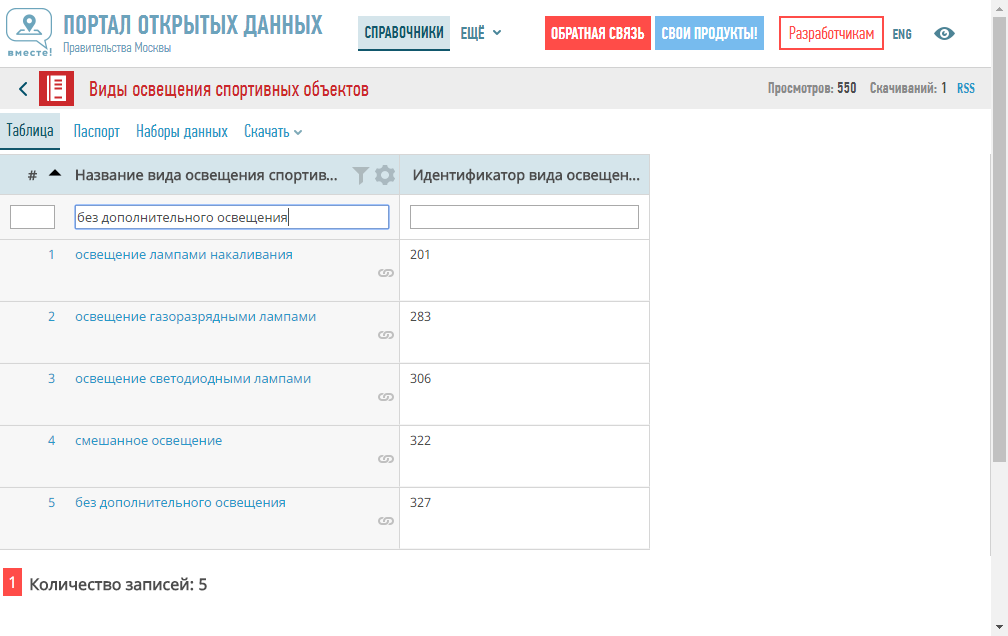 вместе!
ПОРТАЛ ОТКРЫТЫХ ДАННЫХ
Правительства Москвы
СПРАВОЧНИКИ
ЕЩЁ
ОБРАТНАЯ СВЯЗЬ
СВОИ ПРОДУКТЫ!
Разработчикам
ENG
Виды освещения спортивных объектов
Просмотров: 550 Скачиваний: 1 RSS
Таблица Паспорт Наборы данных Скачать
# Название вида освещения спортив... Идентификатор вида освещен...
без дополнительного освещения
1 освещение лампами накаливания 201
2 освещение газоразрядными лампами 283
3 освещение светодиодными лампами 306
4 смешанное освещение 322
5 без дополнительного освещения 327
1 Количество записей: 5